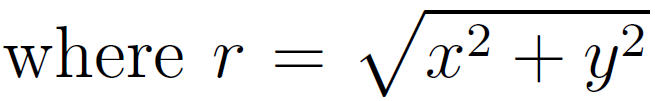 where r = √(x² + y²)